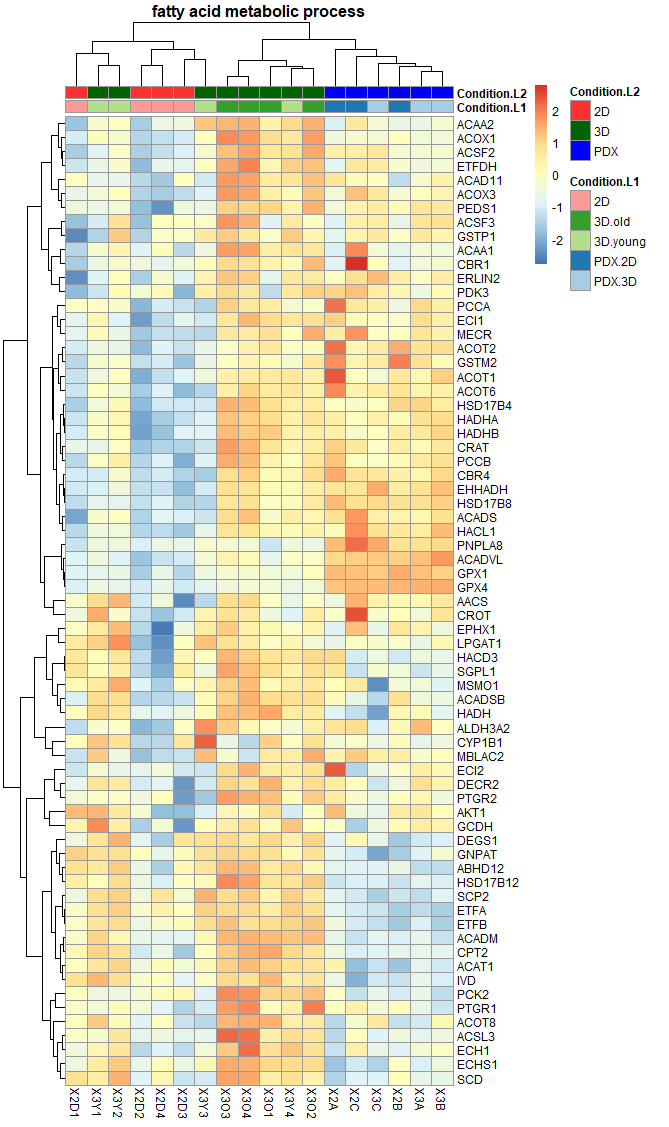 fatty acid metabolic process
Condition.L2
Condition.L1
ACAA2
ACOX1
ACSF2
ETFDH
ACAD11
ACOX3
PEDS1
ACSF3
GSTP1
ACAA1
CBR1
ERLIN2
PDK3
PCCA
ECI1
MECR
ACOT2
GSTM2
ACOT1
ACOT6
HSD17B4
HADHA
HADHB
CRAT
PCCB
CBR4
EHHADH
HSD17B8
ACADS
HACL1
PNPLA8
ACADVL
GPX1
GPX4
AACS
CROT
EPHX1
LPGAT1
HACD3
SGPL1
MSMO1
ACADSB
HADH
ALDH3A2
CYP1B1
MBLAC2
ECI2
DECR2
PTGR2
AKT1
GCDH
DEGS1
GNPAT
ABHD12
HSD17B12
SCP2
ETFA
ETFB
ACADM
CPT2
ACAT1
IVD
PCK2
PTGR1
ACOT8
ACSL3
ECH1
ECHS1
SCD
X2D1
X3Y1
X3Y2
X2D2
X2D4
X2D3
X3Y3
X3O3
X3O4
X3O1
X3Y4
X3O2
X2A
X2C
X3C
X2B
X3A
X3B
2
1
0
-1
-2
Condition.L2
2D
3D
PDX
Condition.L1
2D
3D.old
3D.young
PDX.2D
PDX.3D